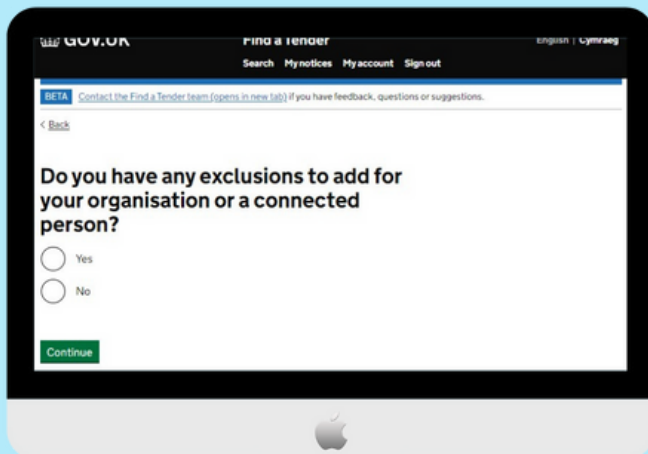 GOV.UK
Find a Tender
English | Cymraeg
Search My notices My account Sign out
BETA Contact the Find a Tender team (opens in new tab) if you have feedback, questions or suggestions.
< Back
Do you have any exclusions to add for
your organisation or a connected
person?
Yes
No
Continue